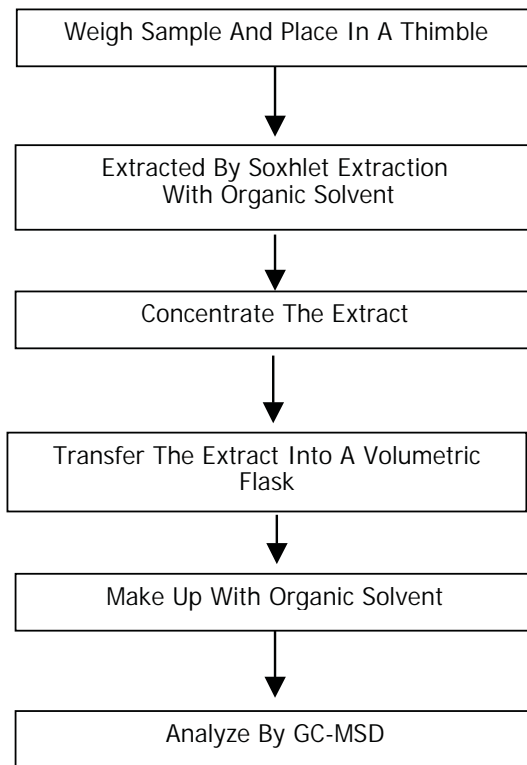 Weigh Sample And Place In A Thimble
Extracted By Soxhlet Extraction
With Organic Solvent
Concentrate The Extract
Transfer The Extract Into A Volumetric
Flask
Make Up With Organic Solvent
Analyze By GC-MSD